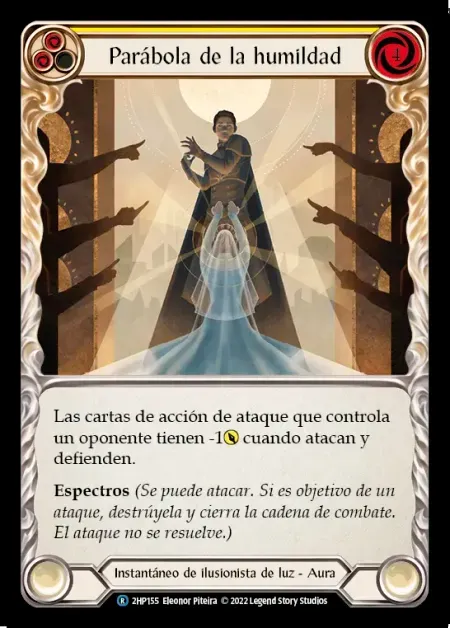 Parábola de la humildad
4
Las cartas de acción de ataque que controla
un oponente tienen -1 cuando atacan y
defienden.
Espectros (Se puede atacar. Si es objetivo de un
ataque, destrúyela y cierra la cadena de combate.
El ataque no se resuelve.)
Instantáneo de ilusionista de luz - Aura
R 2HP155 Eleonor Piteira © 2022 Legend Story Studios